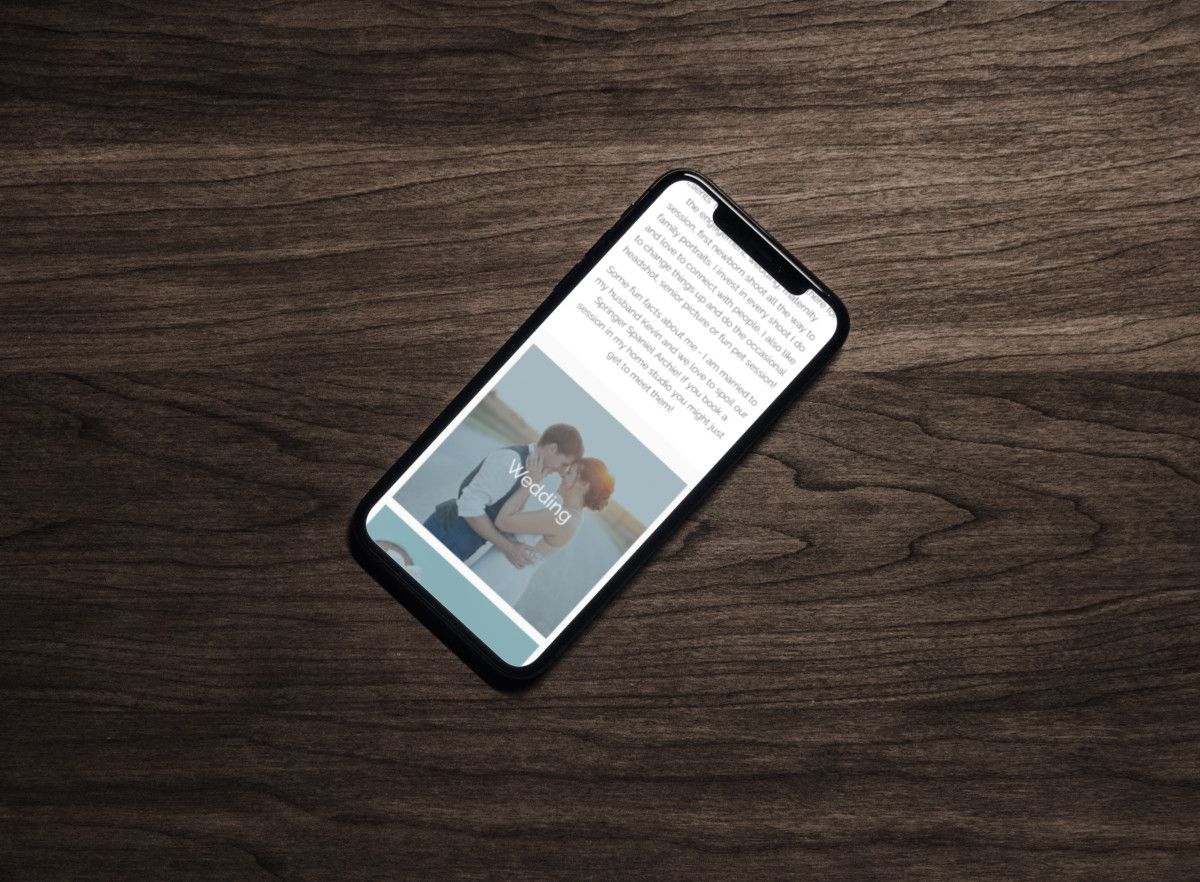 the engagement, wedding, maternity
session, first newborn shoot all the way to
family portraits. I invest in every shoot I do
and love to connect with people. I also like
to change things up and do the occasional
headshot, senior picture or fun pet session!
Some fun facts about me - I am married to
my husband Kevin and we love to spoil our
Springer Spaniel Archie! If you book a
session in my home studio you might just
get to meet them!
Wedding